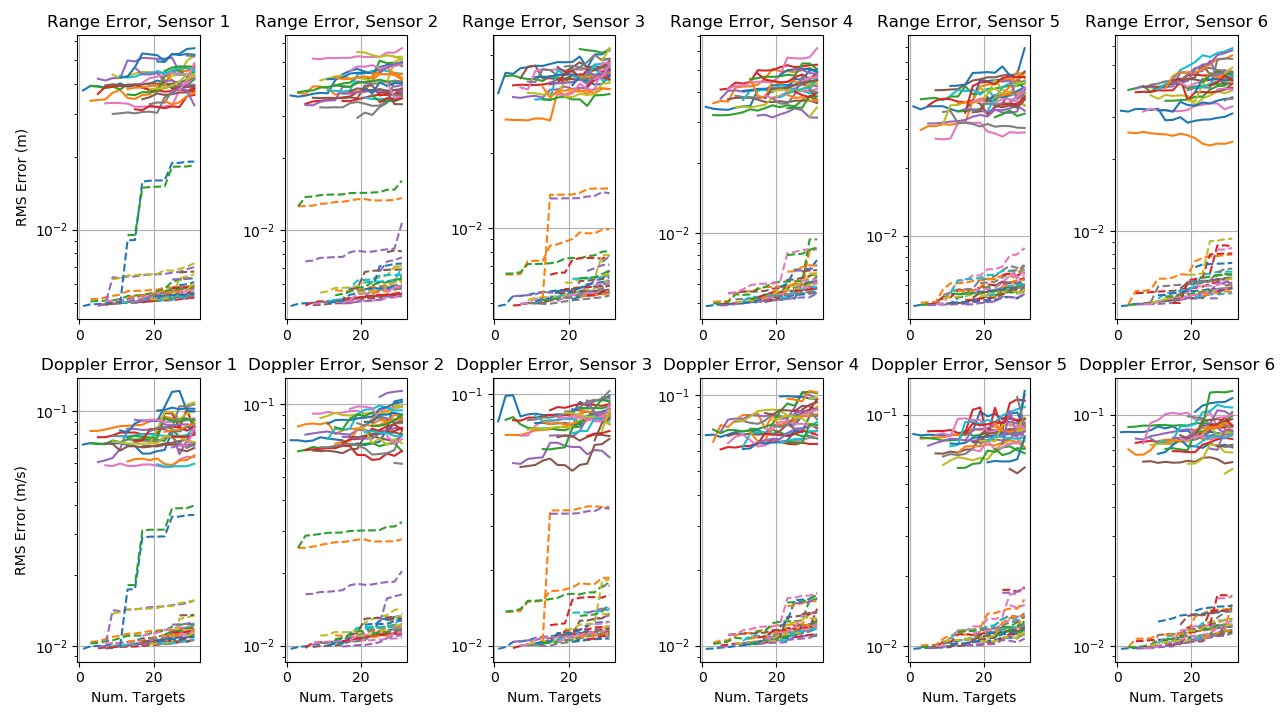 Range Error, Sensor 1 Range Error, Sensor 2 Range Error, Sensor 3 Range Error, Sensor 4 Range Error, Sensor 5 Range Error, Sensor 6
RMS Error (m)
10⁻² 10⁻² 10⁻² 10⁻² 10⁻² 10⁻²
0 20 0 20 0 20 0 20 0 20 0 20
Doppler Error, Sensor 1 Doppler Error, Sensor 2 Doppler Error, Sensor 3 Doppler Error, Sensor 4 Doppler Error, Sensor 5 Doppler Error, Sensor 6
RMS Error (m/s)
10⁻¹ 10⁻¹ 10⁻¹ 10⁻¹ 10⁻¹ 10⁻¹
10⁻² 10⁻² 10⁻² 10⁻² 10⁻² 10⁻²
0 20 0 20 0 20 0 20 0 20 0 20
Num. Targets Num. Targets Num. Targets Num. Targets Num. Targets Num. Targets